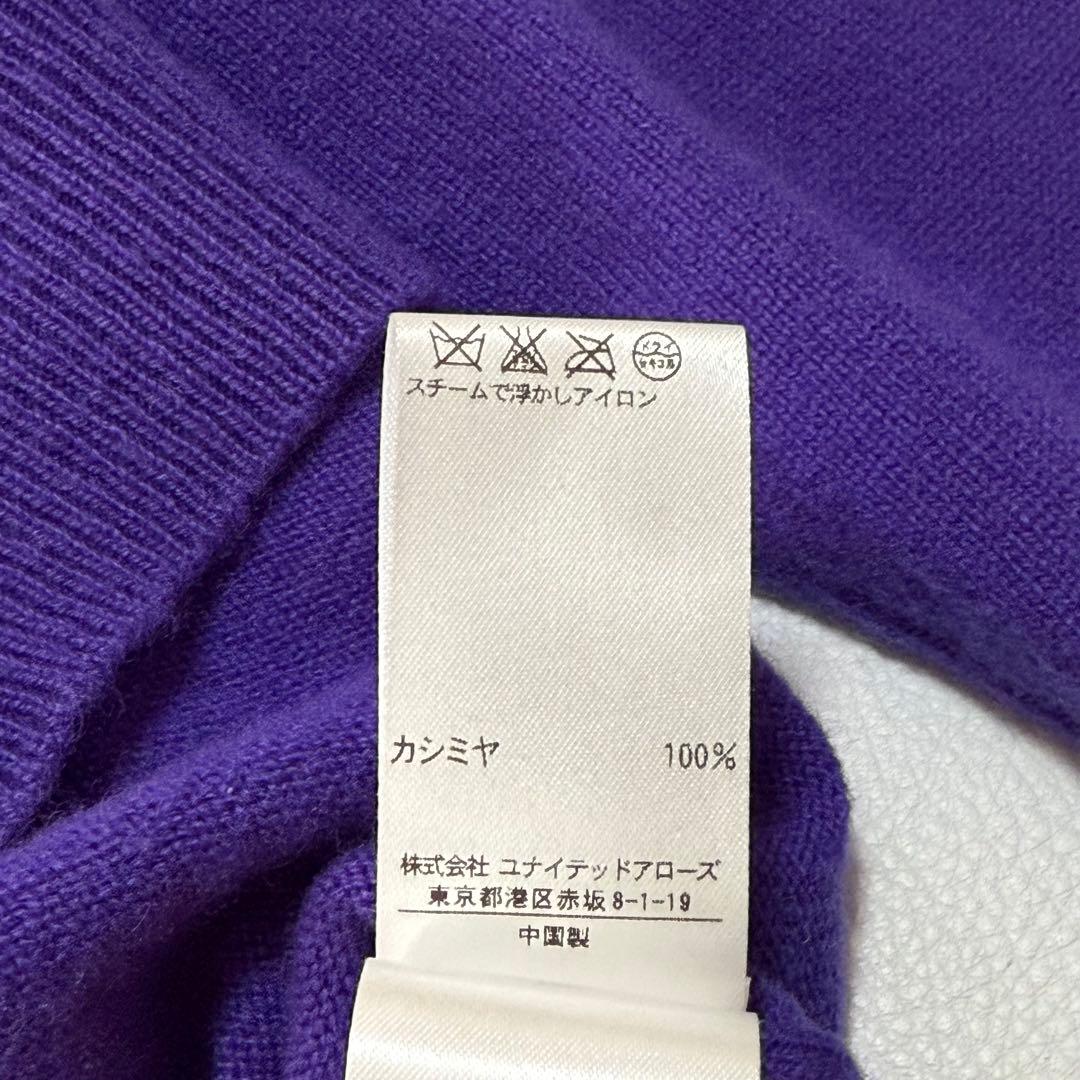 ドライ
セキユ系
スチームで浮かしアイロン
カシミヤ 100%
株式会社 ユナイテッドアローズ
東京都港区赤坂8-1-19
中国製